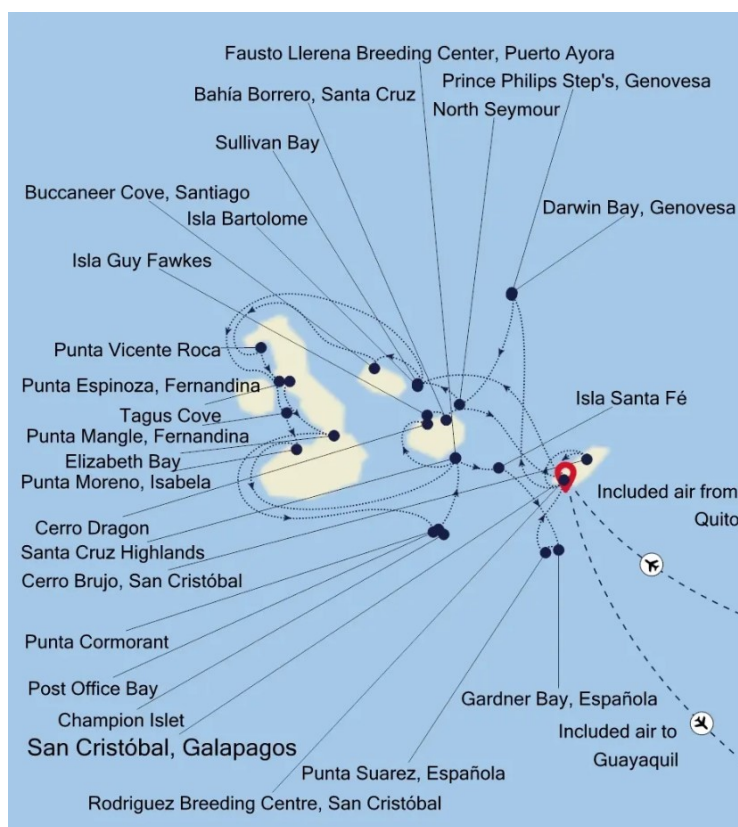 Fausto Llerena Breeding Center, Puerto Ayora
Prince Philips Step's, Genovesa
Bahía Borrero, Santa Cruz
North Seymour
Sullivan Bay
Buccaneer Cove, Santiago
Isla Bartolome
Darwin Bay, Genovesa
Isla Guy Fawkes
Punta Vicente Roca
Punta Espinoza, Fernandina
Isla Santa Fé
Tagus Cove
Punta Mangle, Fernandina
Elizabeth Bay
Punta Moreno, Isabela
Included air from
Quito
Cerro Dragon
Santa Cruz Highlands
Cerro Brujo, San Cristóbal
Punta Cormorant
Post Office Bay
Gardner Bay, Española
Champion Islet
Included air to
Guayaquil
San Cristóbal, Galapagos
Punta Suarez, Española
Rodriguez Breeding Centre, San Cristóbal